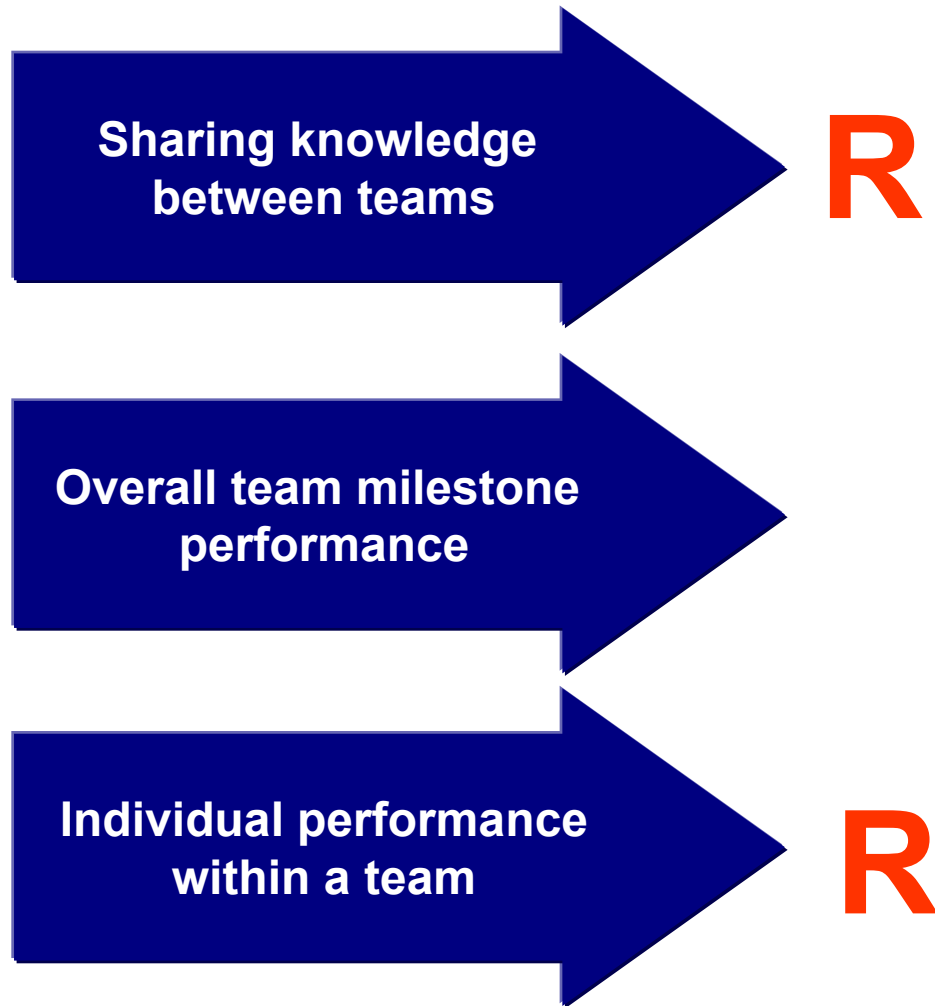 Sharing knowledge
between teams
R
Overall team milestone
performance
Individual performance
within a team
R